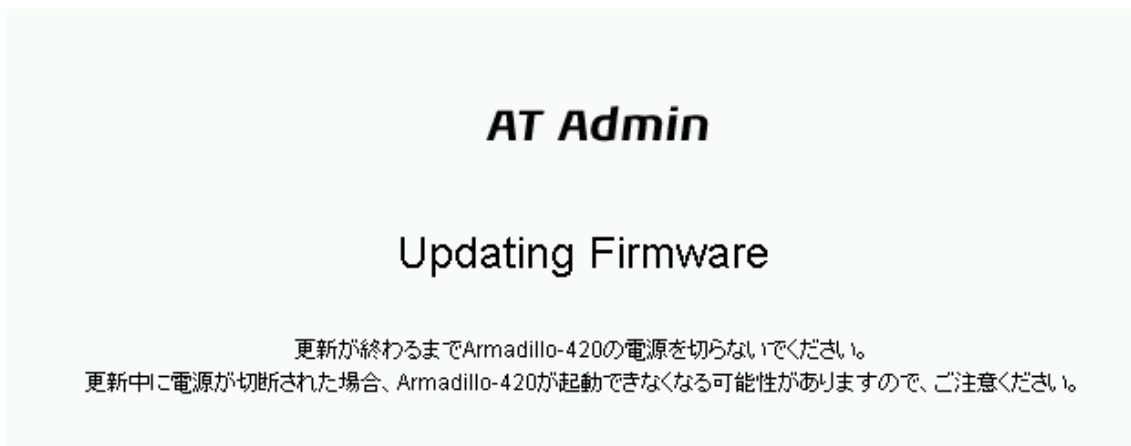 AT Admin
Updating Firmware
更新が終わるまでArmadillo-420の電源を切らないでください。
更新中に電源が切断された場合、Armadillo-420が起動できなくなる可能性がありますので、ご注意ください。